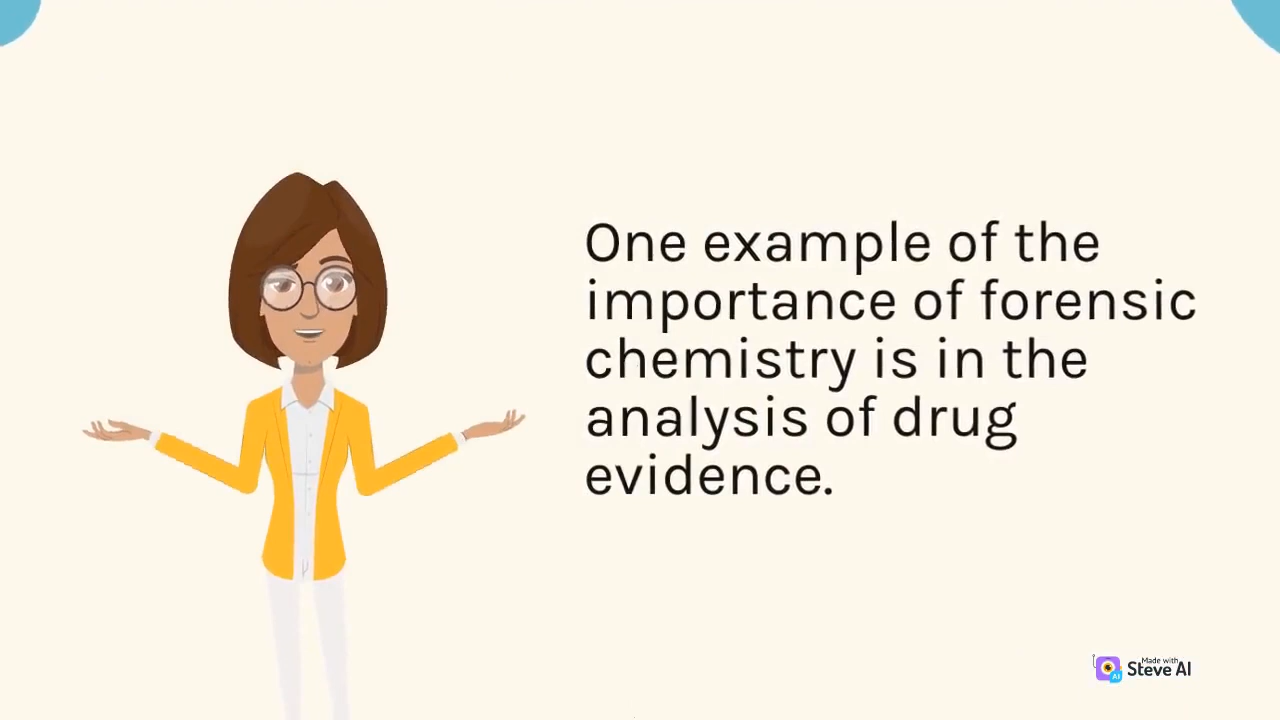 One example of the
importance of forensic
chemistry is in the
analysis of drug
evidence.
Made with
Steve AI
AI